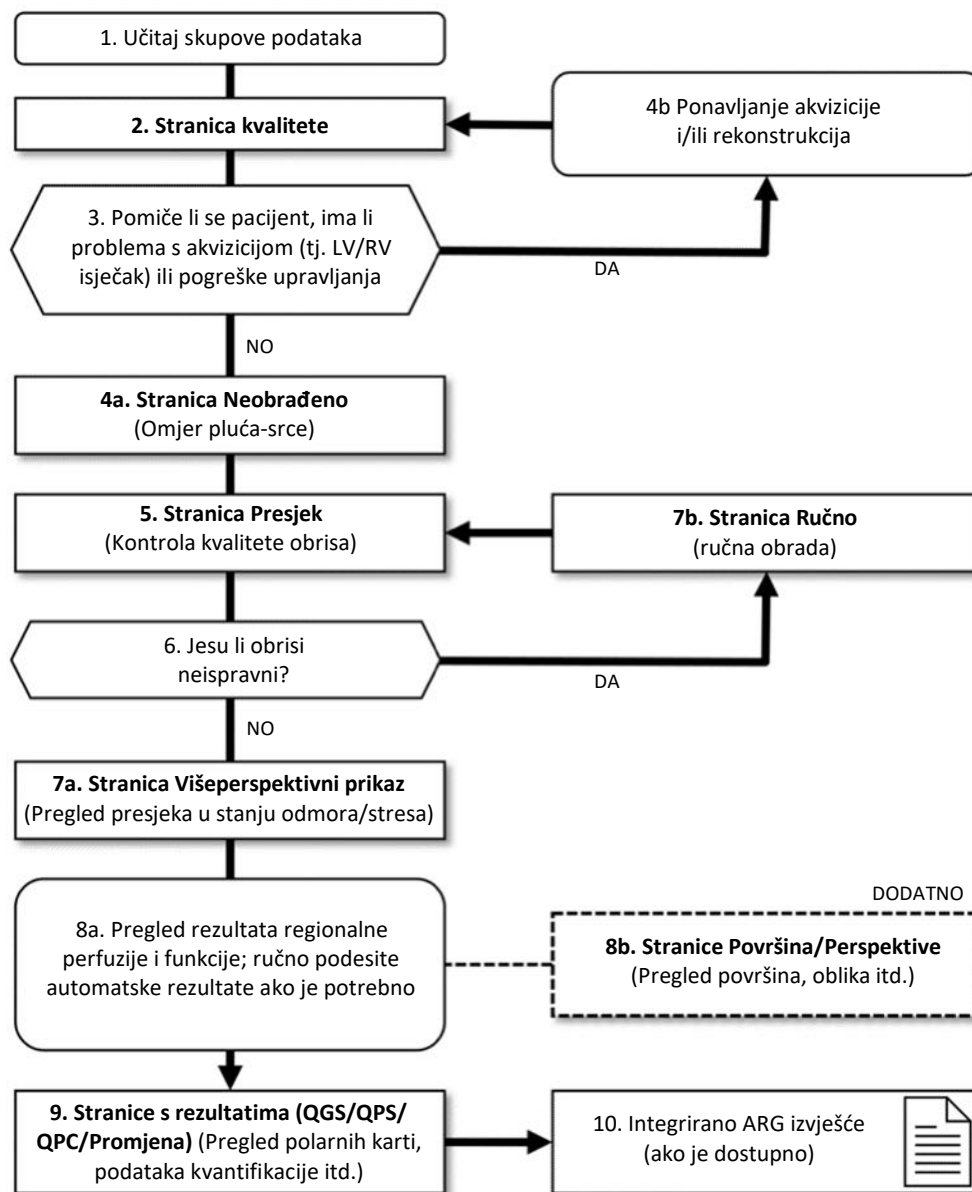 1. Učitaj skupove podataka
2. Stranica kvalitete
4b Ponavljanje akvizicije
i/ili rekonstrukcija
3. Pomiče li se pacijent, ima li
problema s akvizicijom (tj. LV/RV
isječak) ili pogreške upravljanja
DA
NO
4a. Stranica Neobrađeno
(Omjer pluća-srce)
5. Stranica Presjek
(Kontrola kvalitete obrisa)
7b. Stranica Ručno
(ručna obrada)
6. Jesu li obrisi
neispravni?
DA
NO
7a. Stranica Višeperspektivni prikaz
(Pregled presjeka u stanju odmora/stresa)
8a. Pregled rezultata regionalne
perfuzije i funkcije; ručno podesite
automatske rezultate ako je potrebno
DODATNO
8b. Stranice Površina/Perspektive
(Pregled površina, oblika itd.)
9. Stranice s rezultatima (QGS/QPS/
QPC/Promjena) (Pregled polarnih karti,
podataka kvantifikacije itd.)
10. Integrirano ARG izvješće
(ako je dostupno)